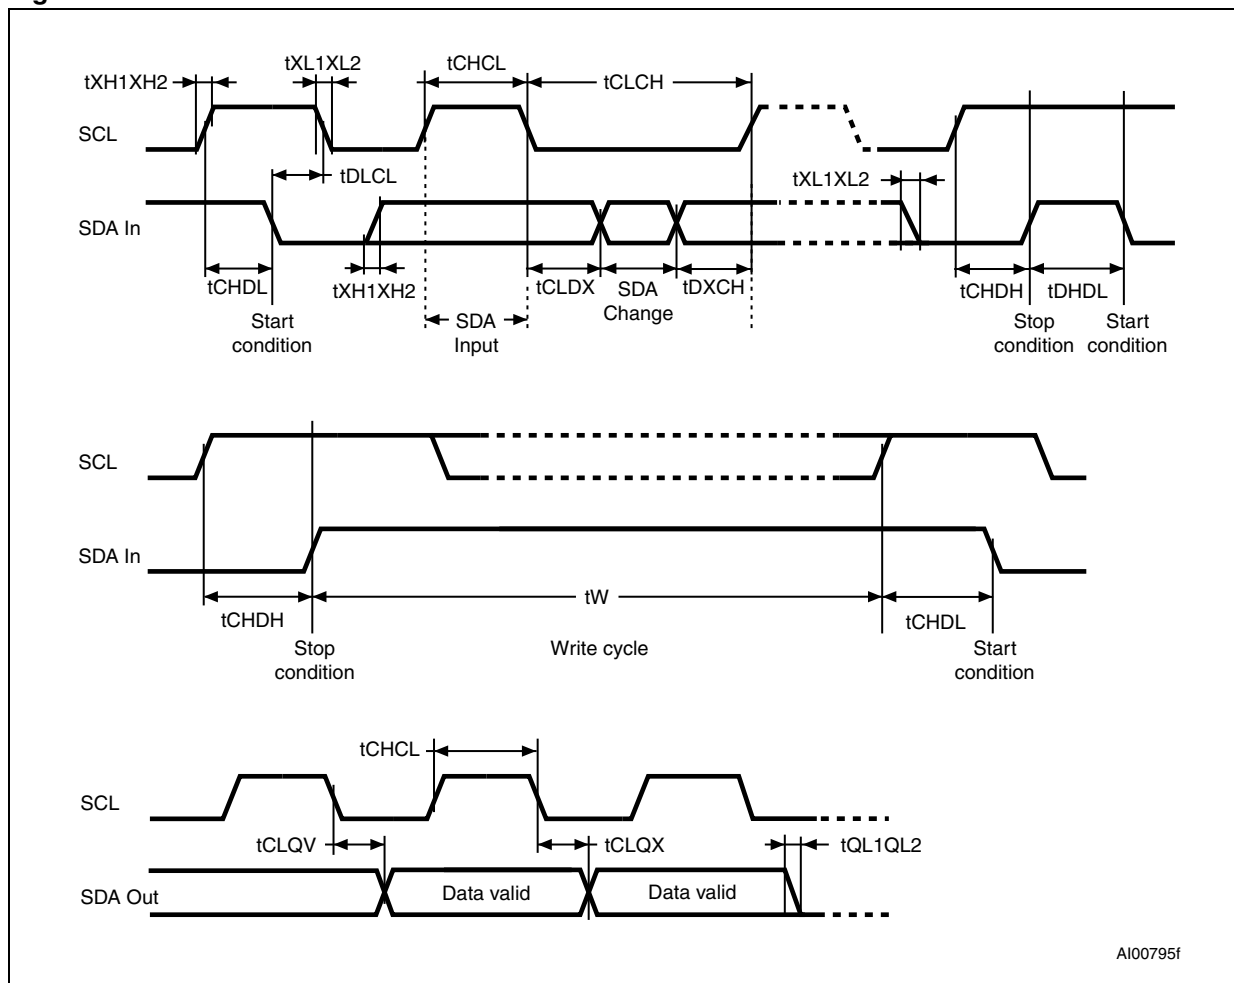 tXH1XH2
tXL1XL2
tCHCL
tCLCH
SCL
tDLCL
tXL1XL2
SDA In
tCHDL
tXH1XH2
tCLDX
SDA
Change
tDXCH
tCHDH
tDHDL
Start
condition
SDA
Input
Stop
condition
Start
condition
SCL
SDA In
tCHDH
tW
tCHDL
Stop
condition
Write cycle
Start
condition
tCHCL
SCL
tCLQV
tCLQX
tQL1QL2
SDA Out
Data valid
Data valid
AI00795f